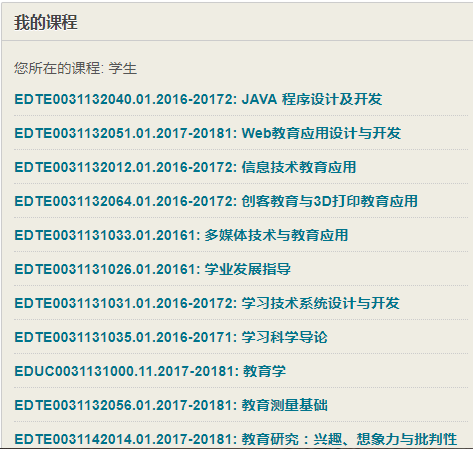 我的课程
您所在的课程: 学生
EDTE0031132040.01.2016-20172: JAVA 程序设计及开发
EDTE0031132051.01.2017-20181: Web教育应用设计与开发
EDTE0031132012.01.2016-20172: 信息技术教育应用
EDTE0031132064.01.2016-20172: 创客教育与3D打印教育应用
EDTE0031131033.01.20161: 多媒体技术与教育应用
EDTE0031131026.01.20161: 学业发展指导
EDTE0031131031.01.2016-20172: 学习技术系统设计与开发
EDTE0031131035.01.2016-20171: 学习科学导论
EDUC0031131000.11.2017-20181: 教育学
EDTE0031132056.01.2017-20181: 教育测量基础
EDTE0031142014.01.2017-20181: 教育研究：兴趣、想象力与批判性